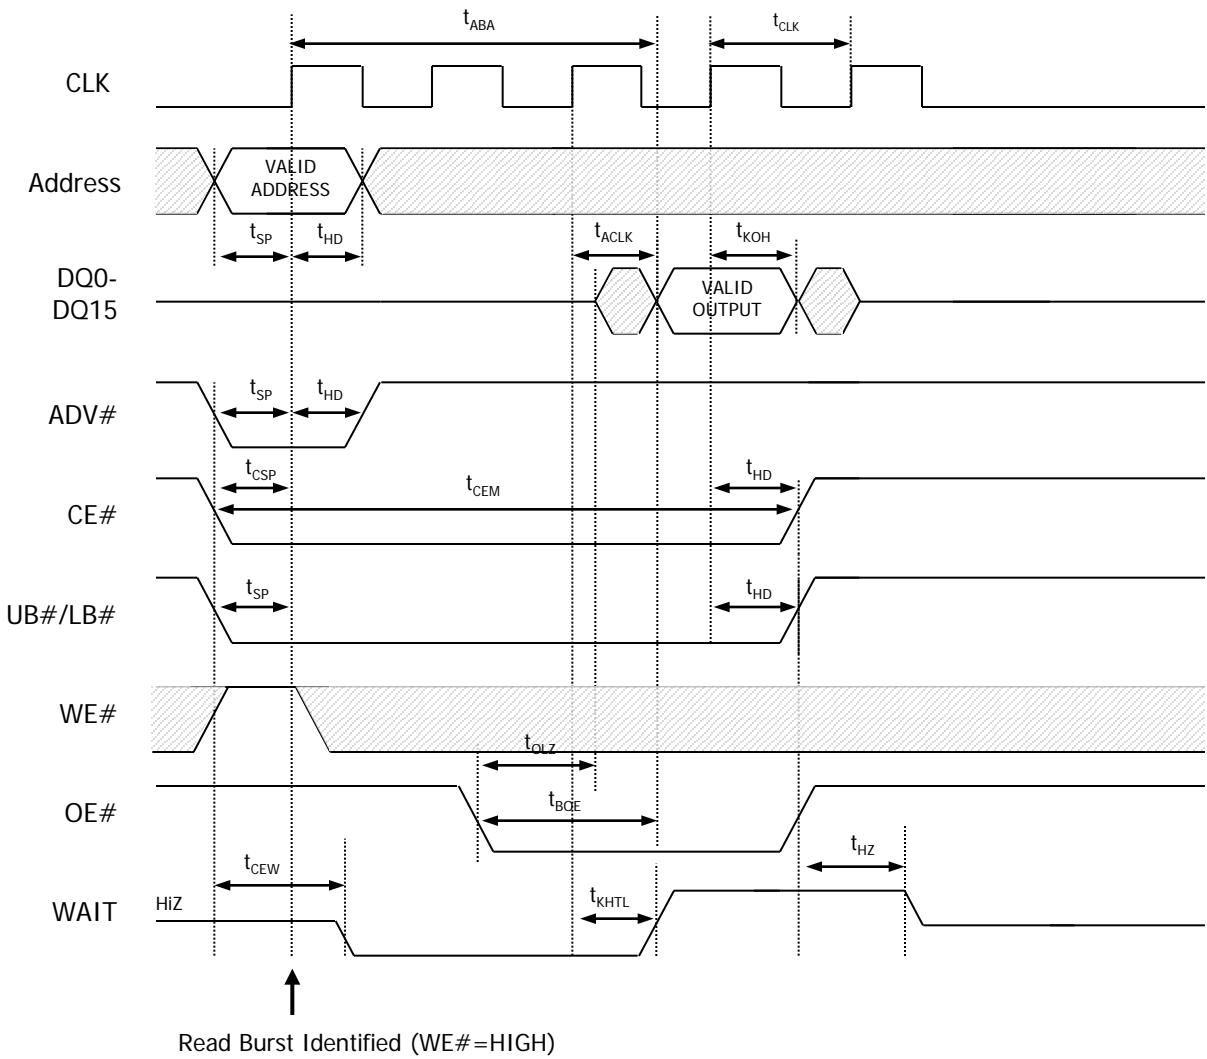 tABA
tCLK
CLK
Address
VALID
ADDRESS
tSP
tHD
tACLK
tKOH
DQ0-
DQ15
VALID
OUTPUT
ADV#
tSP
tHD
CE#
tCSP
tCEM
tHD
UB#/LB#
tSP
tHD
WE#
tOLZ
OE#
tBOE
tHZ
tCEW
WAIT
HiZ
tKHTL
Read Burst Identified (WE#=HIGH)